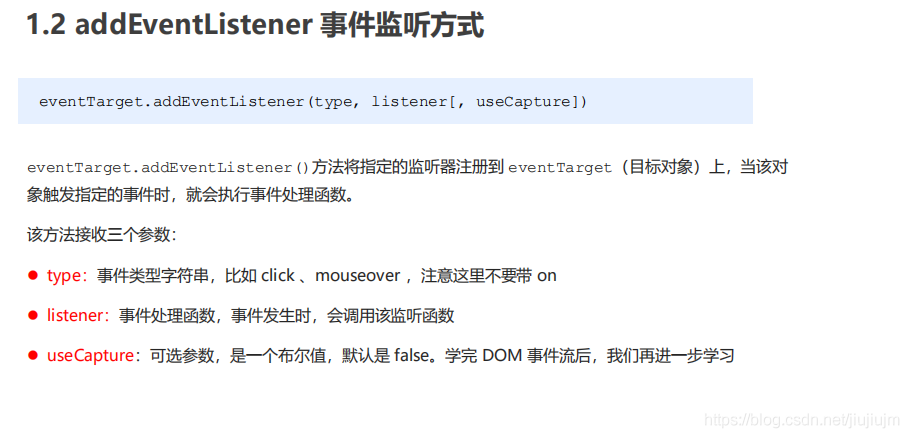 1.2 addEventListener 事件监听方式
eventTarget.addEventListener(type, listener[, useCapture])
eventTarget.addEventListener()方法将指定的监听器注册到 eventTarget（目标对象）上，当该对
象触发指定的事件时，就会执行事件处理函数。
该方法接收三个参数：
● type：事件类型字符串，比如 click 、mouseover ，注意这里不要带 on
● listener：事件处理函数，事件发生时，会调用该监听函数
● useCapture：可选参数，是一个布尔值，默认是 false。学完 DOM 事件流后，我们再进一步学习
https://blog.csdn.net/jiujiujm